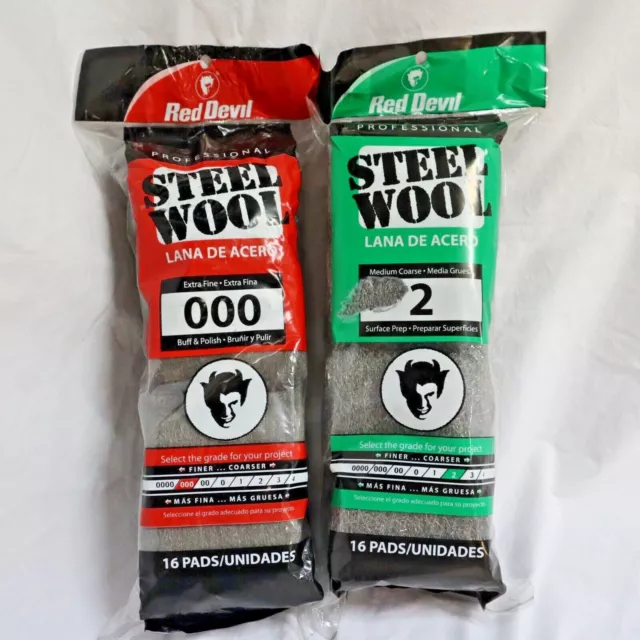 Red Devil
PROFESSIONAL
STEEL
WOOL
LANA DE ACERO
Extra Fine • Extra Fina
000
Buff & Polish • Bruñir y Pulir
Select the grade for your project
FINER ... COARSER
0000 000 00 0 1 2 3 4
MÁS FINA ... MÁS GRUESA
Seleccione el grado adecuado para su proyecto
16 PADS/UNIDADES
Red Devil
PROFESSIONAL
STEEL
WOOL
LANA DE ACERO
Medium Coarse • Media Gruesa
2
Surface Prep • Preparar Superficies
Select the grade for your project
FINER ... COARSER
0000 000 00 0 1 2 3
MÁS FINA ... MÁS GRUESA
Seleccione el grado adecuado para su proyecto
16 PADS/UNIDADES